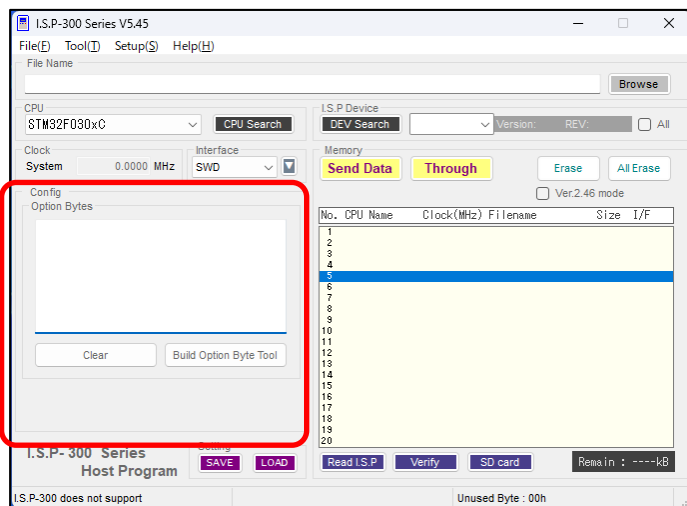 I.S.P-300 Series V5.45
File(F) Tool(T) Setup(S) Help(H)
File Name
Browse
CPU
STM32F030xC
CPU Search
I.S.P Device
DEV Search
Version:
REV:
All
Clock
System 0.0000 MHz
Interface
SWD
Memory
Send Data
Through
Erase
All Erase
Ver.2.46 mode
Config
Option Bytes
Clear
Build Option Byte Tool
No. CPU Name Clock(MHz) Filename Size I/F
1
2
3
4
5
6
7
8
9
10
11
12
13
14
15
16
17
18
19
20
I.S.P- 300 Series
Host Program
Setting
SAVE
LOAD
Read I.S.P
Verify
SD card
Remain : ----kB
I.S.P-300 does not support
Unused Byte : 00h